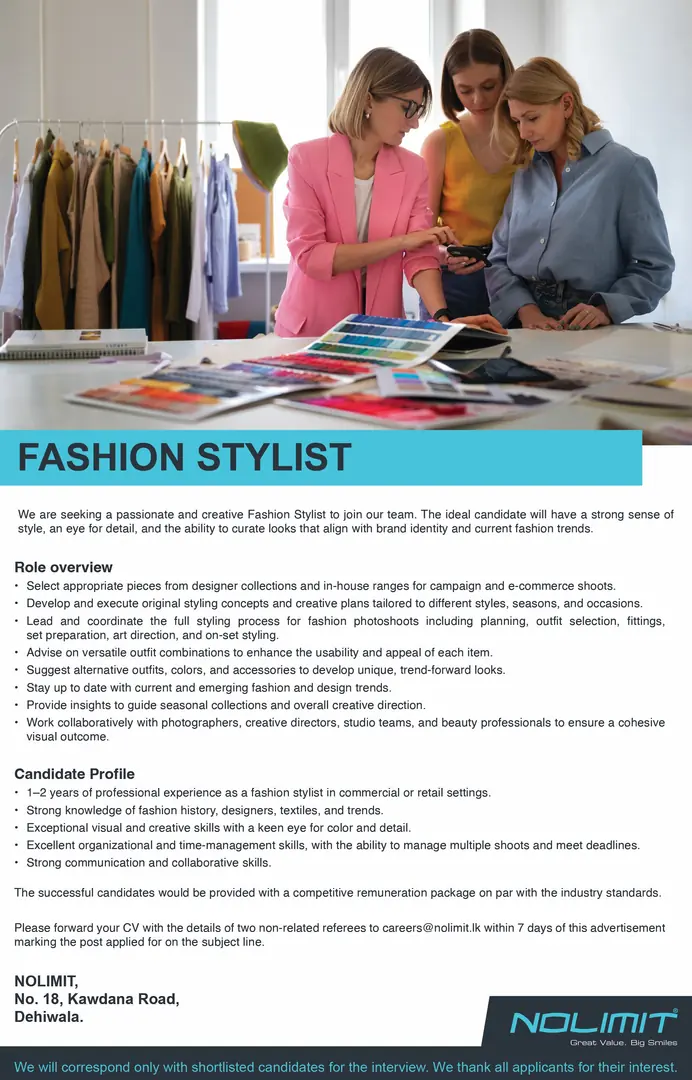 FASHION STYLIST
We are seeking a passionate and creative Fashion Stylist to join our team. The ideal candidate will have a strong sense of
style, an eye for detail, and the ability to curate looks that align with brand identity and current fashion trends.
Role overview
• Select appropriate pieces from designer collections and in-house ranges for campaign and e-commerce shoots.
• Develop and execute original styling concepts and creative plans tailored to different styles, seasons, and occasions.
• Lead and coordinate the full styling process for fashion photoshoots including planning, outfit selection, fittings,
set preparation, art direction, and on-set styling.
• Advise on versatile outfit combinations to enhance the usability and appeal of each item.
• Suggest alternative outfits, colors, and accessories to develop unique, trend-forward looks.
• Stay up to date with current and emerging fashion and design trends.
• Provide insights to guide seasonal collections and overall creative direction.
• Work collaboratively with photographers, creative directors, studio teams, and beauty professionals to ensure a cohesive
visual outcome.
Candidate Profile
• 1–2 years of professional experience as a fashion stylist in commercial or retail settings.
• Strong knowledge of fashion history, designers, textiles, and trends.
• Exceptional visual and creative skills with a keen eye for color and detail.
• Excellent organizational and time-management skills, with the ability to manage multiple shoots and meet deadlines.
• Strong communication and collaborative skills.
The successful candidates would be provided with a competitive remuneration package on par with the industry standards.
Please forward your CV with the details of two non-related referees to careers@nolimit.lk within 7 days of this advertisement
marking the post applied for on the subject line.
NOLIMIT,
No. 18, Kawdana Road,
Dehiwala.
NOLIMIT®
Great Value. Big Smiles
We will correspond only with shortlisted candidates for the interview. We thank all applicants for their interest.